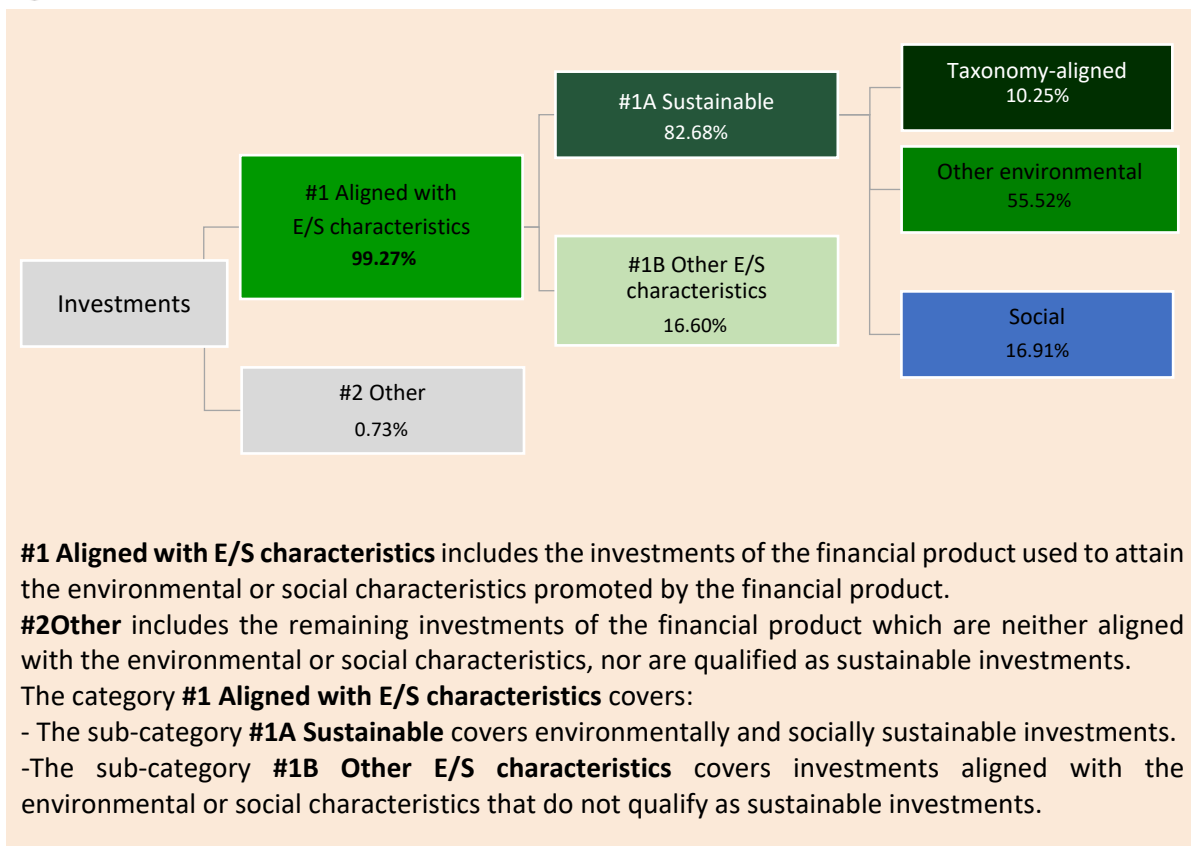 Investments
#1 Aligned with
E/S characteristics
99.27%
#2 Other
0.73%
#1A Sustainable
82.68%
#1B Other E/S
characteristics
16.60%
Taxonomy-aligned
10.25%
Other environmental
55.52%
Social
16.91%
#1 Aligned with E/S characteristics includes the investments of the financial product used to attain
the environmental or social characteristics promoted by the financial product.
#2Other includes the remaining investments of the financial product which are neither aligned
with the environmental or social characteristics, nor are qualified as sustainable investments.
The category #1 Aligned with E/S characteristics covers:
- The sub-category #1A Sustainable covers environmentally and socially sustainable investments.
-The sub-category #1B Other E/S characteristics covers investments aligned with the
environmental or social characteristics that do not qualify as sustainable investments.